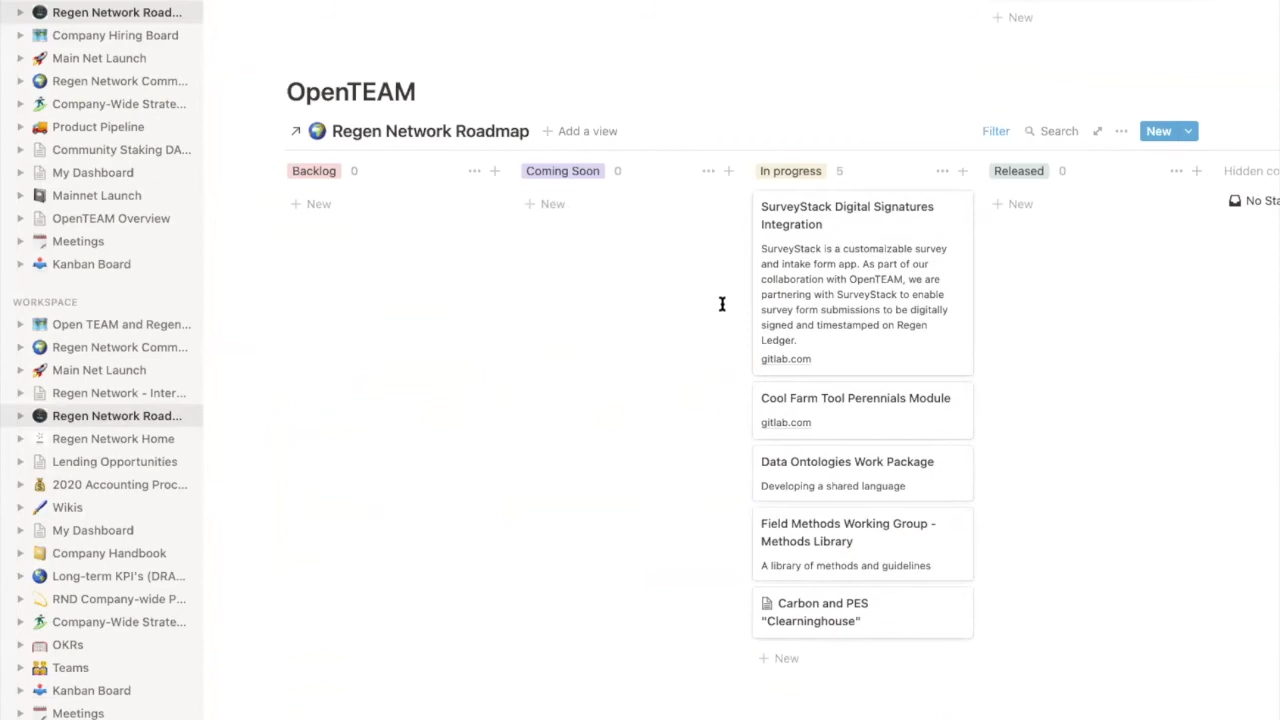 Regen Network Road...
Company Hiring Board
Main Net Launch
Regen Network Comm...
Company-Wide Strate...
Product Pipeline
Community Staking DA...
My Dashboard
Mainnet Launch
OpenTEAM Overview
Meetings
Kanban Board
WORKSPACE
Open TEAM and Regen...
Regen Network Comm...
Main Net Launch
Regen Network - Inter...
Regen Network Road...
Regen Network Home
Lending Opportunities
2020 Accounting Proc...
Wikis
My Dashboard
Company Handbook
Long-term KPI's (DRA...
RND Company-wide P...
Company-Wide Strate...
OKRs
Teams
Kanban Board
Meetings
+ New
OpenTEAM
Regen Network Roadmap
+ Add a view
Filter
Search
New
Backlog 0
+ New
Coming Soon 0
+ New
In progress 5
SurveyStack Digital Signatures
Integration
SurveyStack is a customaizable survey
and intake form app. As part of our
collaboration with OpenTEAM, we are
partnering with SurveyStack to enable
survey form submissions to be digitally
signed and timestamped on Regen
Ledger.
gitlab.com
Cool Farm Tool Perennials Module
gitlab.com
Data Ontologies Work Package
Developing a shared language
Field Methods Working Group -
Methods Library
A library of methods and guidelines
Carbon and PES
"Clearninghouse"
+ New
Released 0
+ New
Hidden co
No Sta